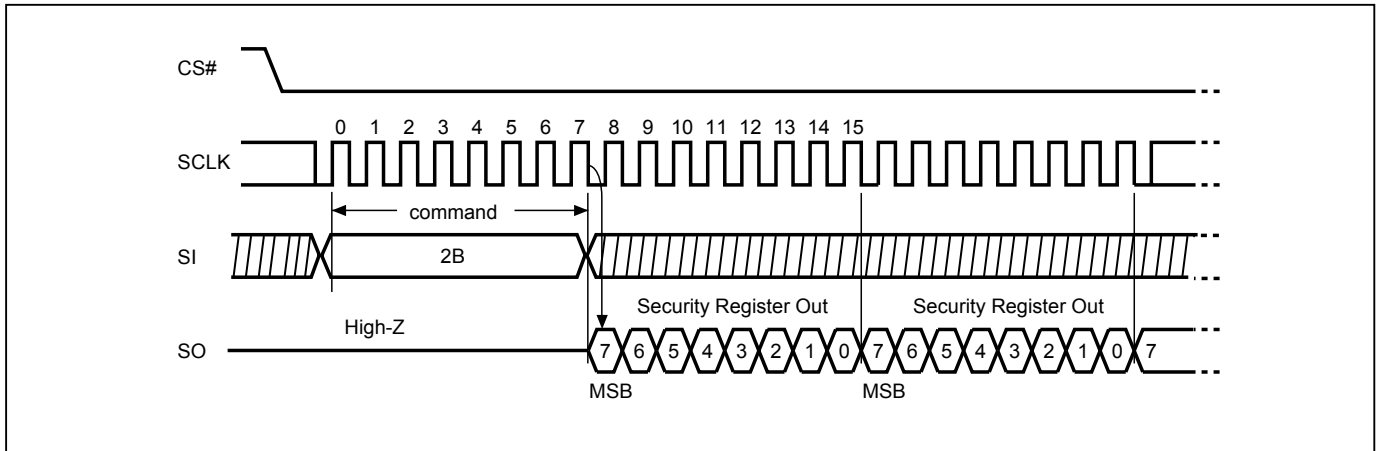 CS#
0 1 2 3 4 5 6 7 8 9 10 11 12 13 14 15
SCLK
command
SI
2B
Security Register Out Security Register Out
High-Z
SO
7 6 5 4 3 2 1 0 7 6 5 4 3 2 1 0 7
MSB MSB